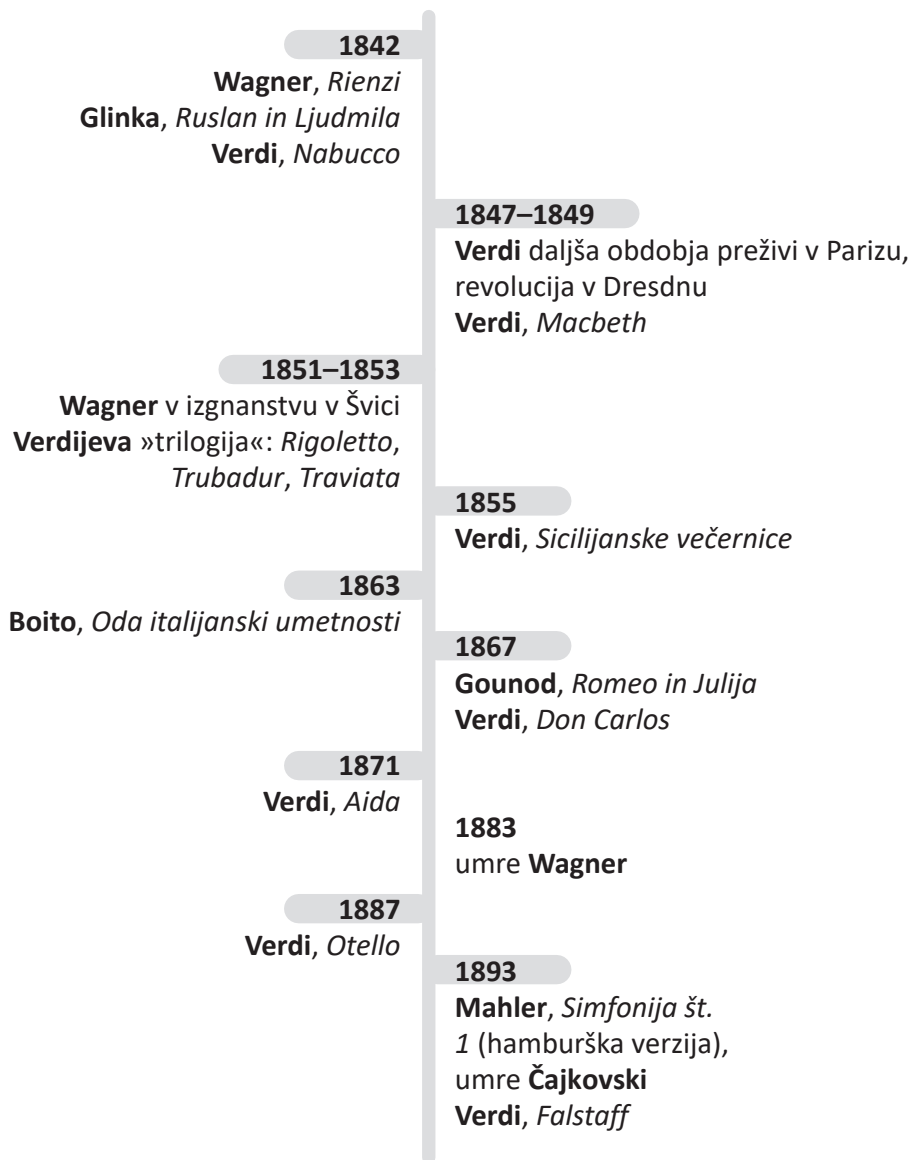 1842
Wagner, Rienzi
Glinka, Ruslan in Ljudmila
Verdi, Nabucco
1847–1849
Verdi daljša obdobja preživi v Parizu,
revolucija v Dresdnu
Verdi, Macbeth
1851–1853
Wagner v izgnanstvu v Švici
Verdijeva »trilogija«: Rigoletto,
Trubadur, Traviata
1855
Verdi, Sicilijanske večernice
1863
Boito, Oda italijanski umetnosti
1867
Gounod, Romeo in Julija
Verdi, Don Carlos
1871
Verdi, Aida
1883
umre Wagner
1887
Verdi, Otello
1893
Mahler, Simfonija št.
1 (hamburška verzija),
umre Čajkovski
Verdi, Falstaff